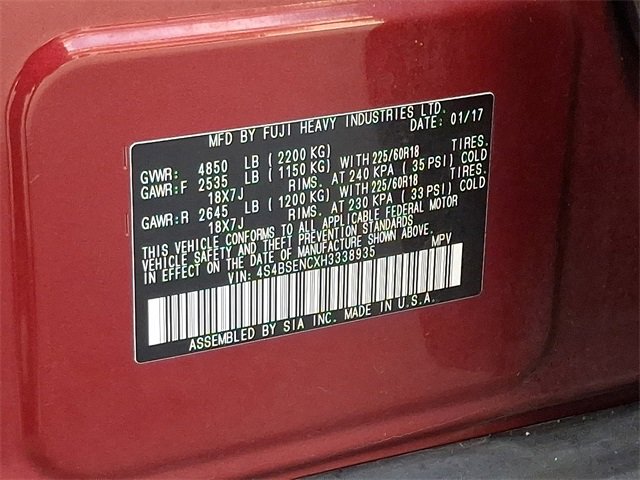 MFD BY FUJI HEAVY INDUSTRIES LTD.
DATE: 01/17
GVWR: 4850 LB ( 2200 KG)
GAWR:F 2535 LB ( 1150 KG) WITH 225/60R18 TIRES.
18X7J RIMS. AT 240 KPA ( 35 PSI) COLD
GAWR:R 2645 LB ( 1200 KG) WITH 225/60R18 TIRES.
18X7J RIMS. AT 230 KPA ( 33 PSI) COLD
THIS VEHICLE CONFORMS TO ALL APPLICABLE FEDERAL MOTOR
VEHICLE SAFETY AND THEFT PREVENTION STANDARDS
IN EFFECT ON THE DATE OF MANUFACTURE SHOWN ABOVE.
VIN: 4S4BSENCXH3338935 MPV
ASSEMBLED BY SIA INC. MADE IN U.S.A.